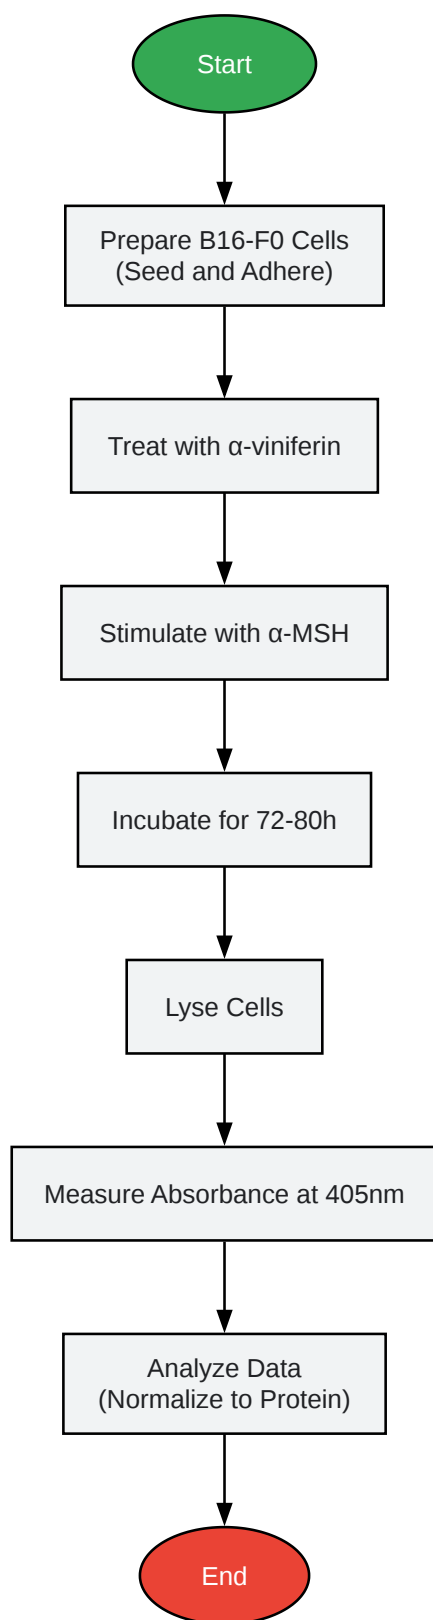 Start
Prepare B16-F0 Cells
(Seed and Adhere)
Treat with α-viniferin
Stimulate with α-MSH
Incubate for 72-80h
Lyse Cells
Measure Absorbance at 405nm
Analyze Data
(Normalize to Protein)
End